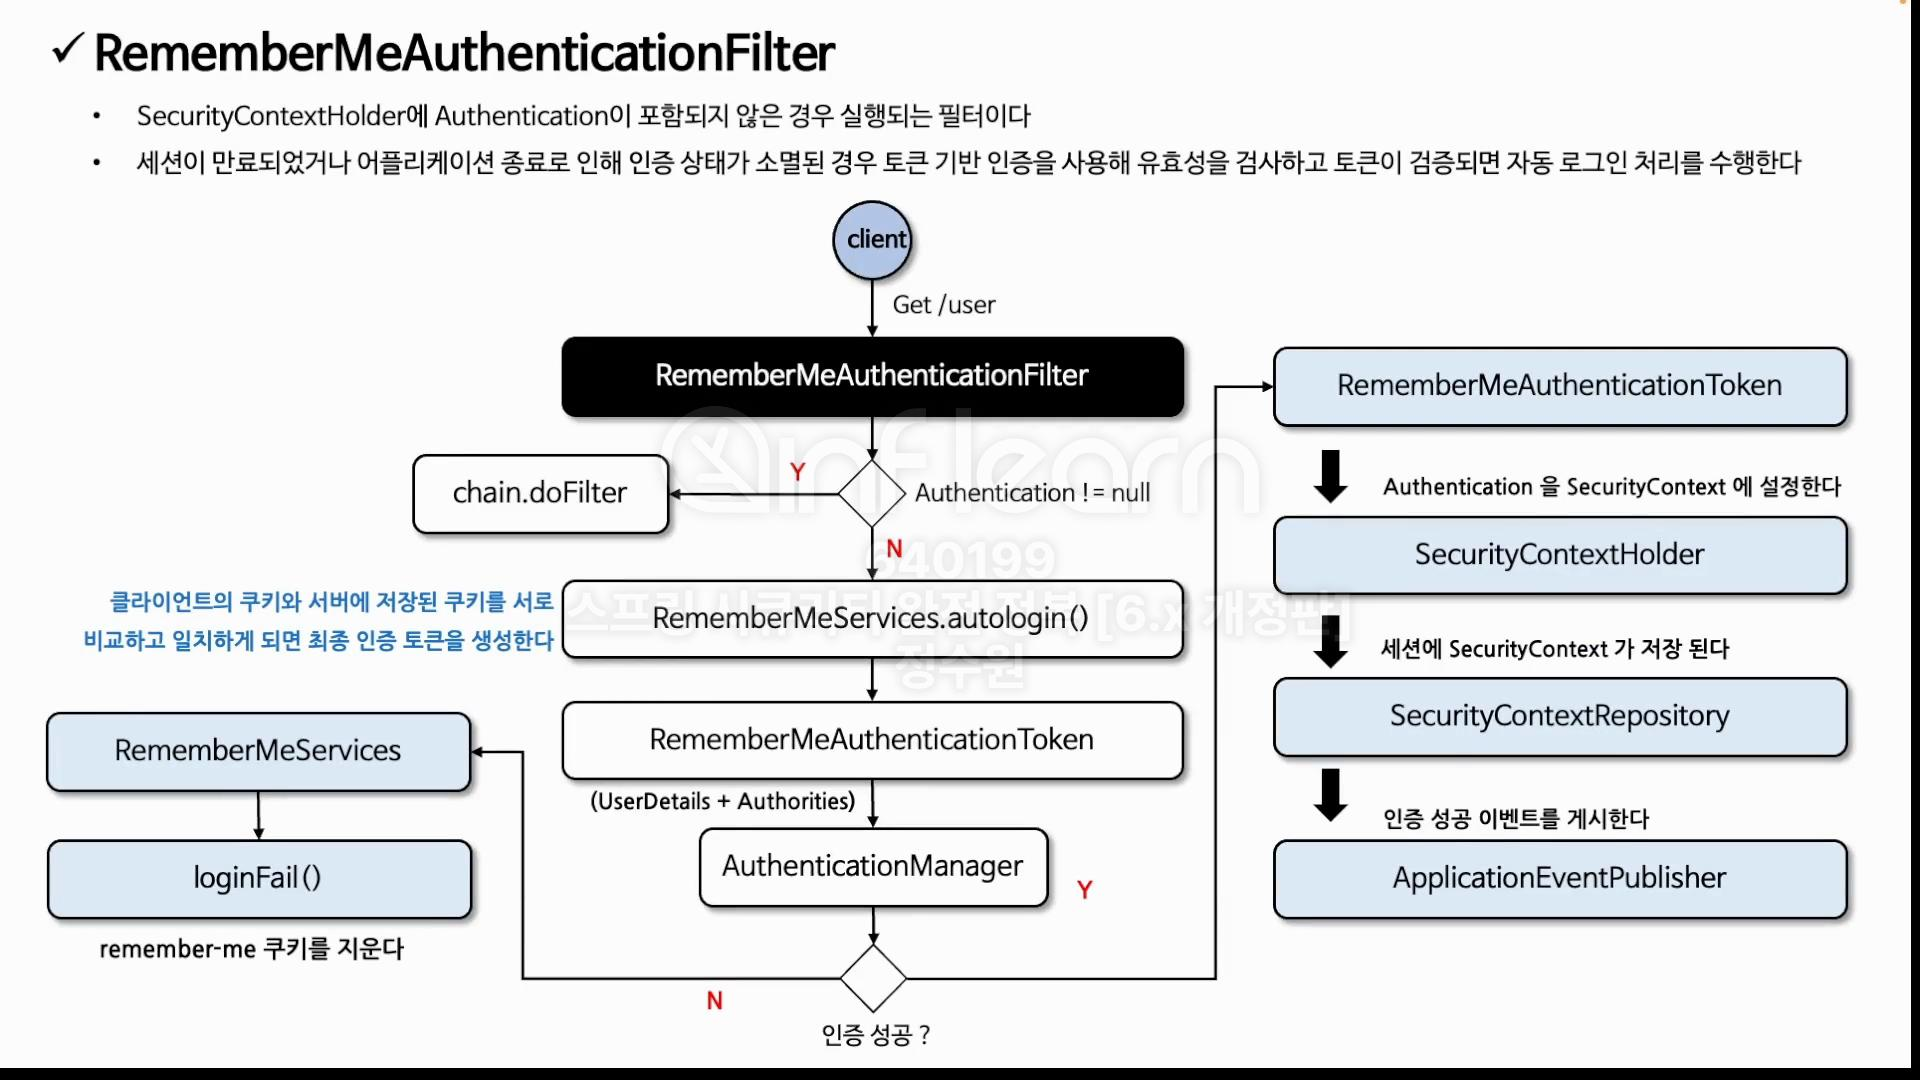 ✓ RememberMeAuthenticationFilter
• SecurityContextHolder에 Authentication이 포함되지 않은 경우 실행되는 필터이다
• 세션이 만료되었거나 어플리케이션 종료로 인해 인증 상태가 소멸된 경우 토큰 기반 인증을 사용해 유효성을 검사하고 토큰이 검증되면 자동 로그인 처리를 수행한다
client
Get /user
RememberMeAuthenticationFilter
chain.doFilter
Y
Authentication != null
N
inflearn
640199
스프링 시큐리티 완전 정복 [6.x 개정판]
정수원
클라이언트의 쿠키와 서버에 저장된 쿠키를 서로
비교하고 일치하게 되면 최종 인증 토큰을 생성한다
RememberMeServices.autologin()
RememberMeAuthenticationToken
(UserDetails + Authorities)
AuthenticationManager
Y
N
인증 성공 ?
RememberMeServices
loginFail()
remember-me 쿠키를 지운다
RememberMeAuthenticationToken
Authentication 을 SecurityContext 에 설정한다
SecurityContextHolder
세션에 SecurityContext 가 저장 된다
SecurityContextRepository
인증 성공 이벤트를 게시한다
ApplicationEventPublisher